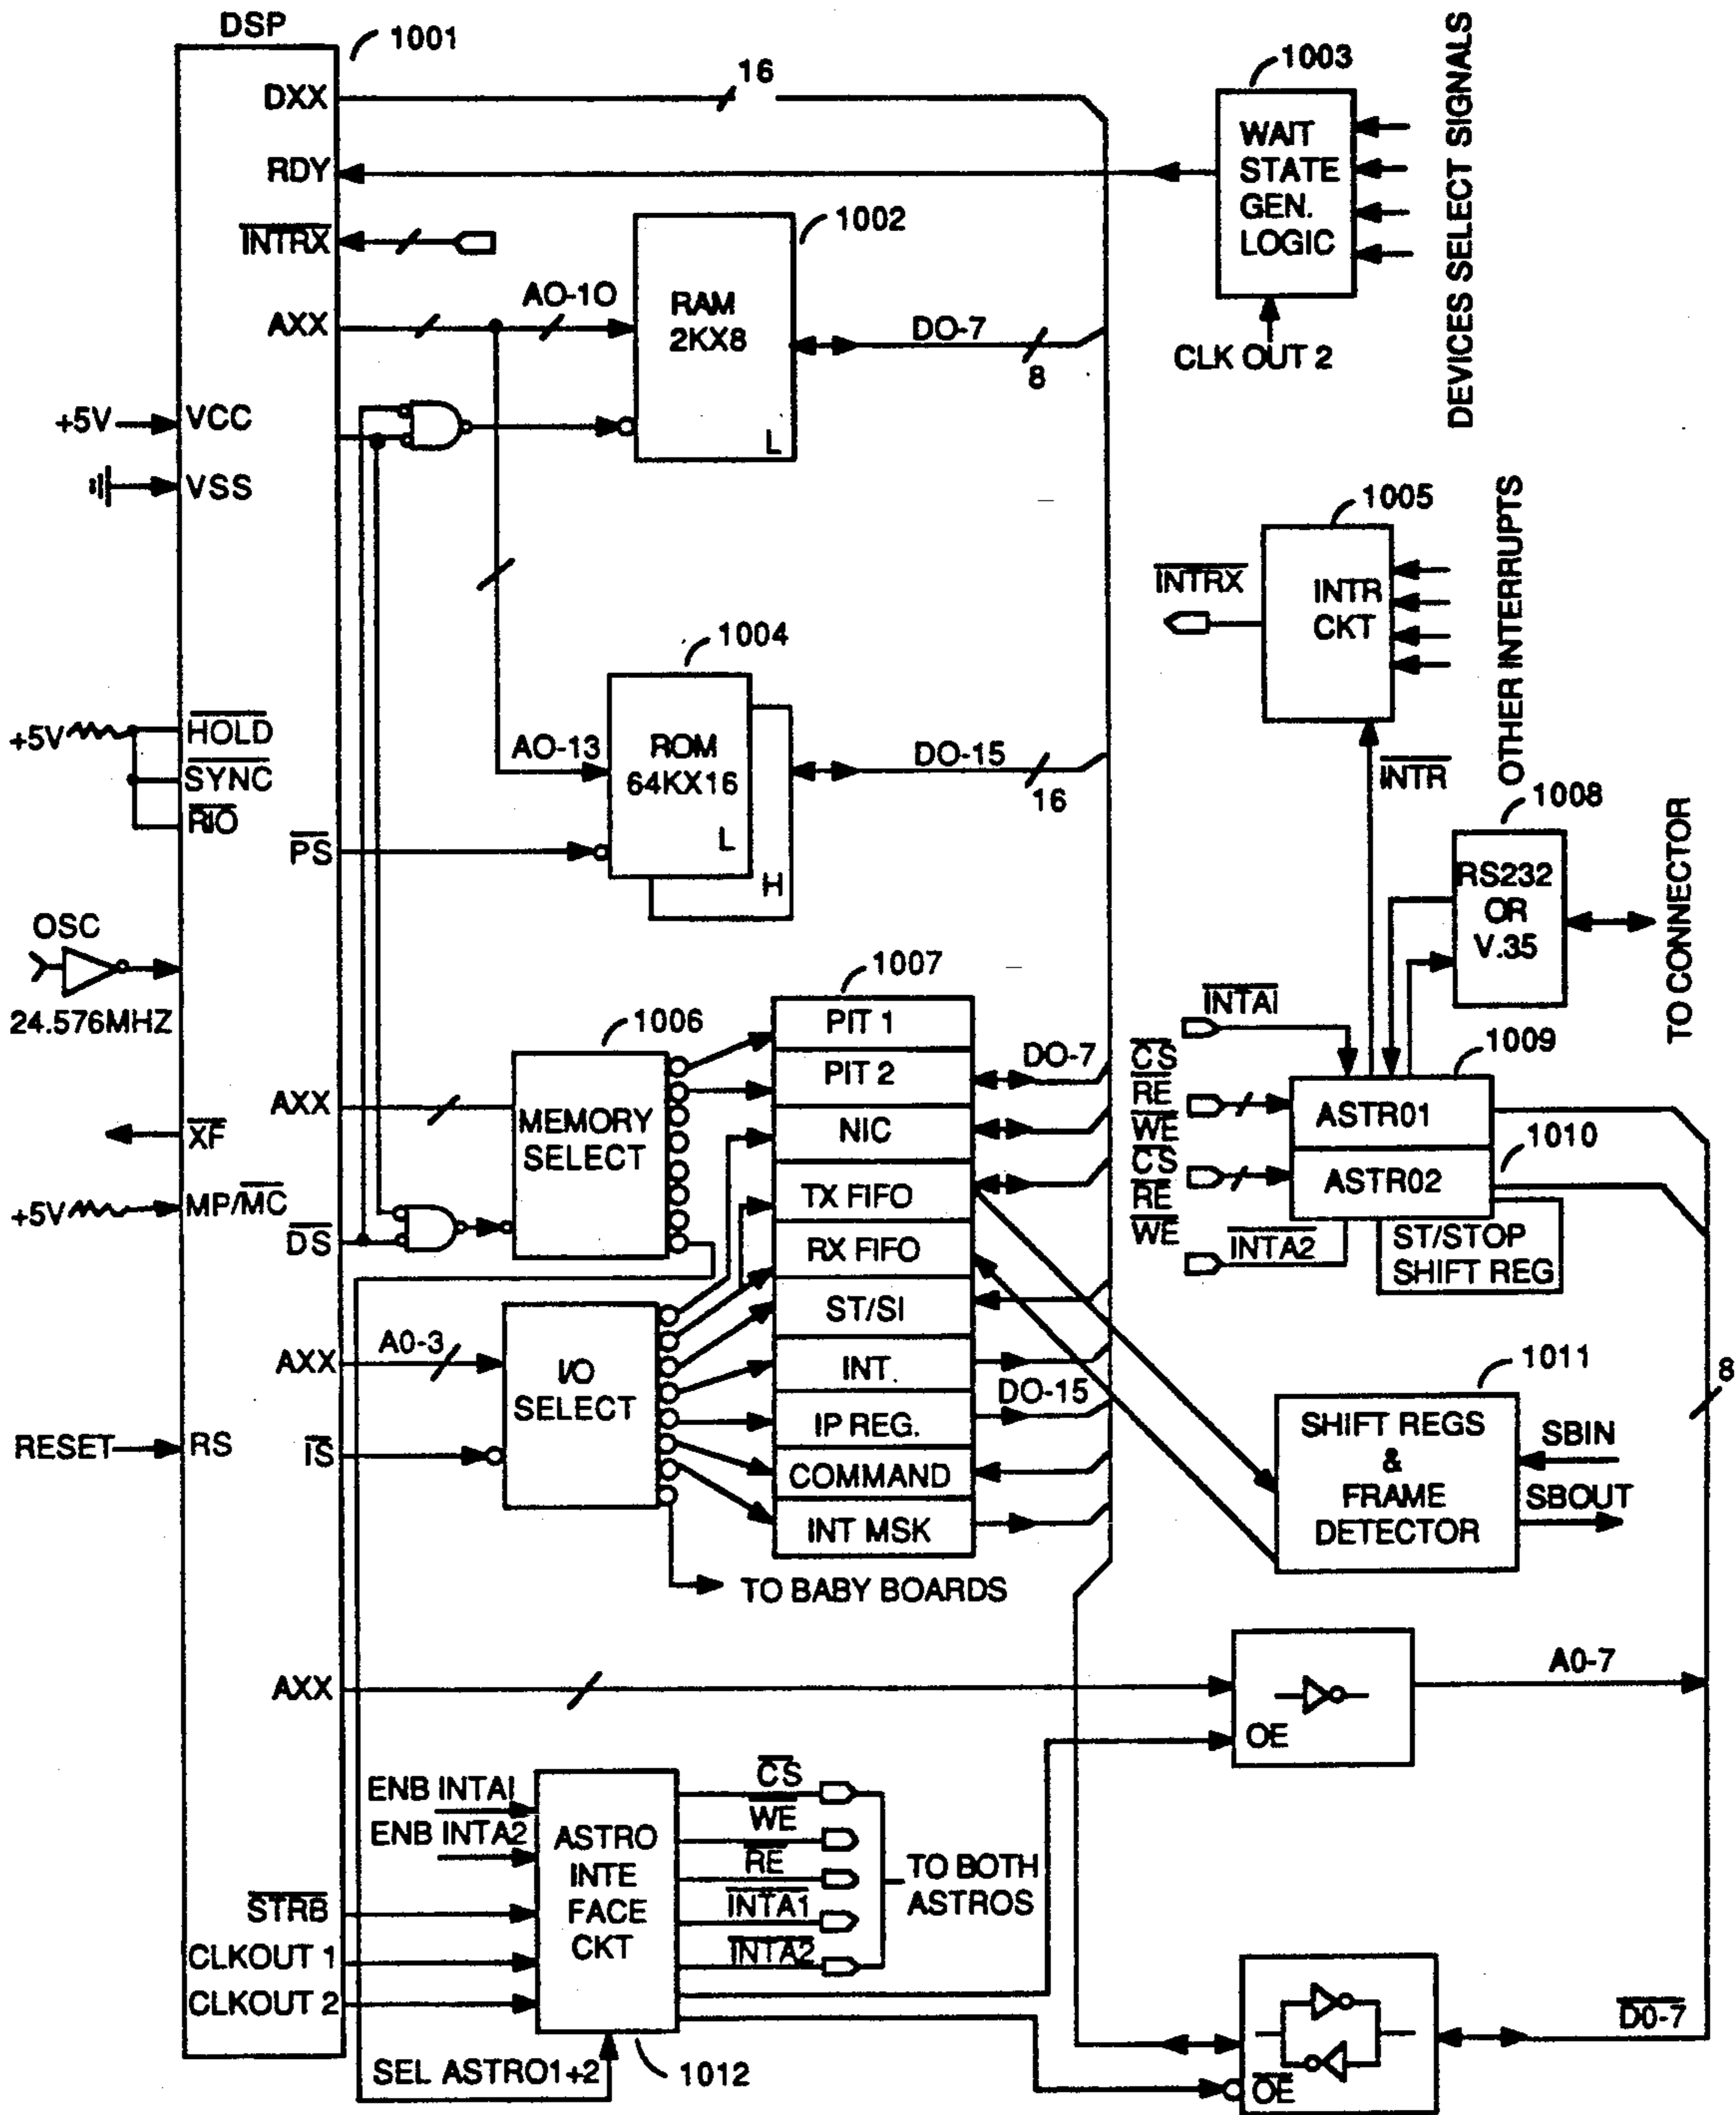 DSP
1001
DXX
16
RDY
INTRX
AXX
AO-10
1002
RAM
2KX8
L
DO-7
8
1003
WAIT
STATE
GEN.
LOGIC
CLK OUT 2
DEVICES SELECT SIGNALS
+5V
VCC
VSS
1004
AO-13
ROM
64KX16
L
H
DO-15
16
PS
+5V
HOLD
SYNC
RIO
1005
INTRX
INTR
CKT
INTR
OTHER INTERRUPTS
1008
RS232
OR
V.35
TO CONNECTOR
OSC
24.576MHZ
XF
+5V
MP/MC
AXX
DS
1006
MEMORY
SELECT
1007
PIT 1
PIT 2
NIC
TX FIFO
RX FIFO
ST/SI
INT.
IP REG.
COMMAND
INT MSK
DO-7
DO-15
INTAI
CS
RE
WE
CS
RE
WE
INTA2
1009
ASTR01
1010
ASTR02
ST/STOP
SHIFT REG
8
AXX
A0-3
I/O
SELECT
RESET
RS
IS
TO BABY BOARDS
1011
SHIFT REGS
&
FRAME
DETECTOR
SBIN
SBOUT
AXX
OE
A0-7
ENB INTAI
ENB INTA2
STRB
CLKOUT 1
CLKOUT 2
ASTRO
INTE
FACE
CKT
CS
WE
RE
INTA1
INTA2
TO BOTH
ASTROS
SEL ASTRO1+2
1012
OE
D0-7